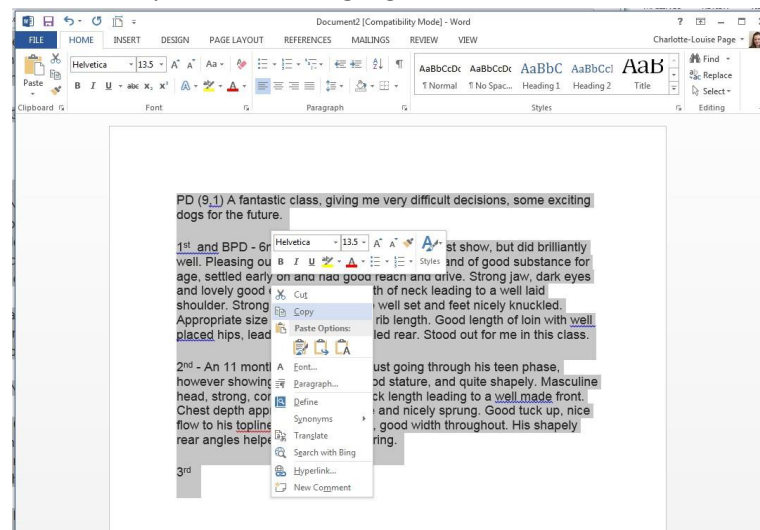 Document2 [Compatibility Mode] - Word
FILE HOME INSERT DESIGN PAGE LAYOUT REFERENCES MAILINGS REVIEW VIEW Charlotte-Louise Page
Helvetica 13.5 Aa Find
AaBbCcDc AaBbCcDc AaBbC AaBbCcl AaB Replace
Paste B I U abc x₂ x² A ¶ Normal ¶ No Spac... Heading 1 Heading 2 Title Select
Clipboard Font Paragraph Styles Editing
PD (9,1) A fantastic class, giving me very difficult decisions, some exciting
dogs for the future.
1st and BPD - 6 st show, but did brilliantly
well. Pleasing and of good substance for
age, settled early on and had good reach and drive. Strong jaw, dark eyes
and lovely good th of neck leading to a well laid
shoulder. Strong well set and feet nicely knuckled.
Appropriate size rib length. Good length of loin with well
placed hips, lead led rear. Stood out for me in this class.
2nd - An 11 mont ust going through his teen phase,
however showing od stature, and quite shapely. Masculine
head, strong, cor ck length leading to a well made front.
Chest depth app and nicely sprung. Good tuck up, nice
flow to his topline , good width throughout. His shapely
rear angles helpe ring.
3rd
Helvetica 13.5 A A
B I U A Styles
Cut
Copy
Paste Options:
Font...
Paragraph...
Define
Synonyms
Translate
Search with Bing
Hyperlink...
New Comment